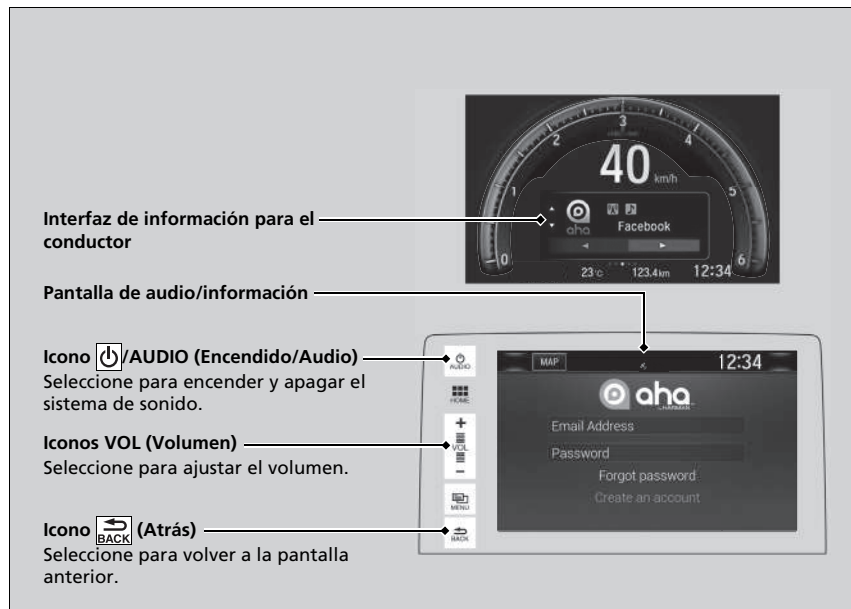 2
3
4
1
5
0
6
40 km/h
Facebook
aha
23°C 123.4km 12:34
Interfaz de información para el
conductor
Pantalla de audio/información
Icono /AUDIO (Encendido/Audio)
Seleccione para encender y apagar el
sistema de sonido.
Iconos VOL (Volumen)
Seleccione para ajustar el volumen.
Icono BACK (Atrás)
Seleccione para volver a la pantalla
anterior.
AUDIO
HOME
+
VOL
−
MENU
BACK
MAP 12:34
aha
by HARMAN
Email Address
Password
Forgot password
Create an account